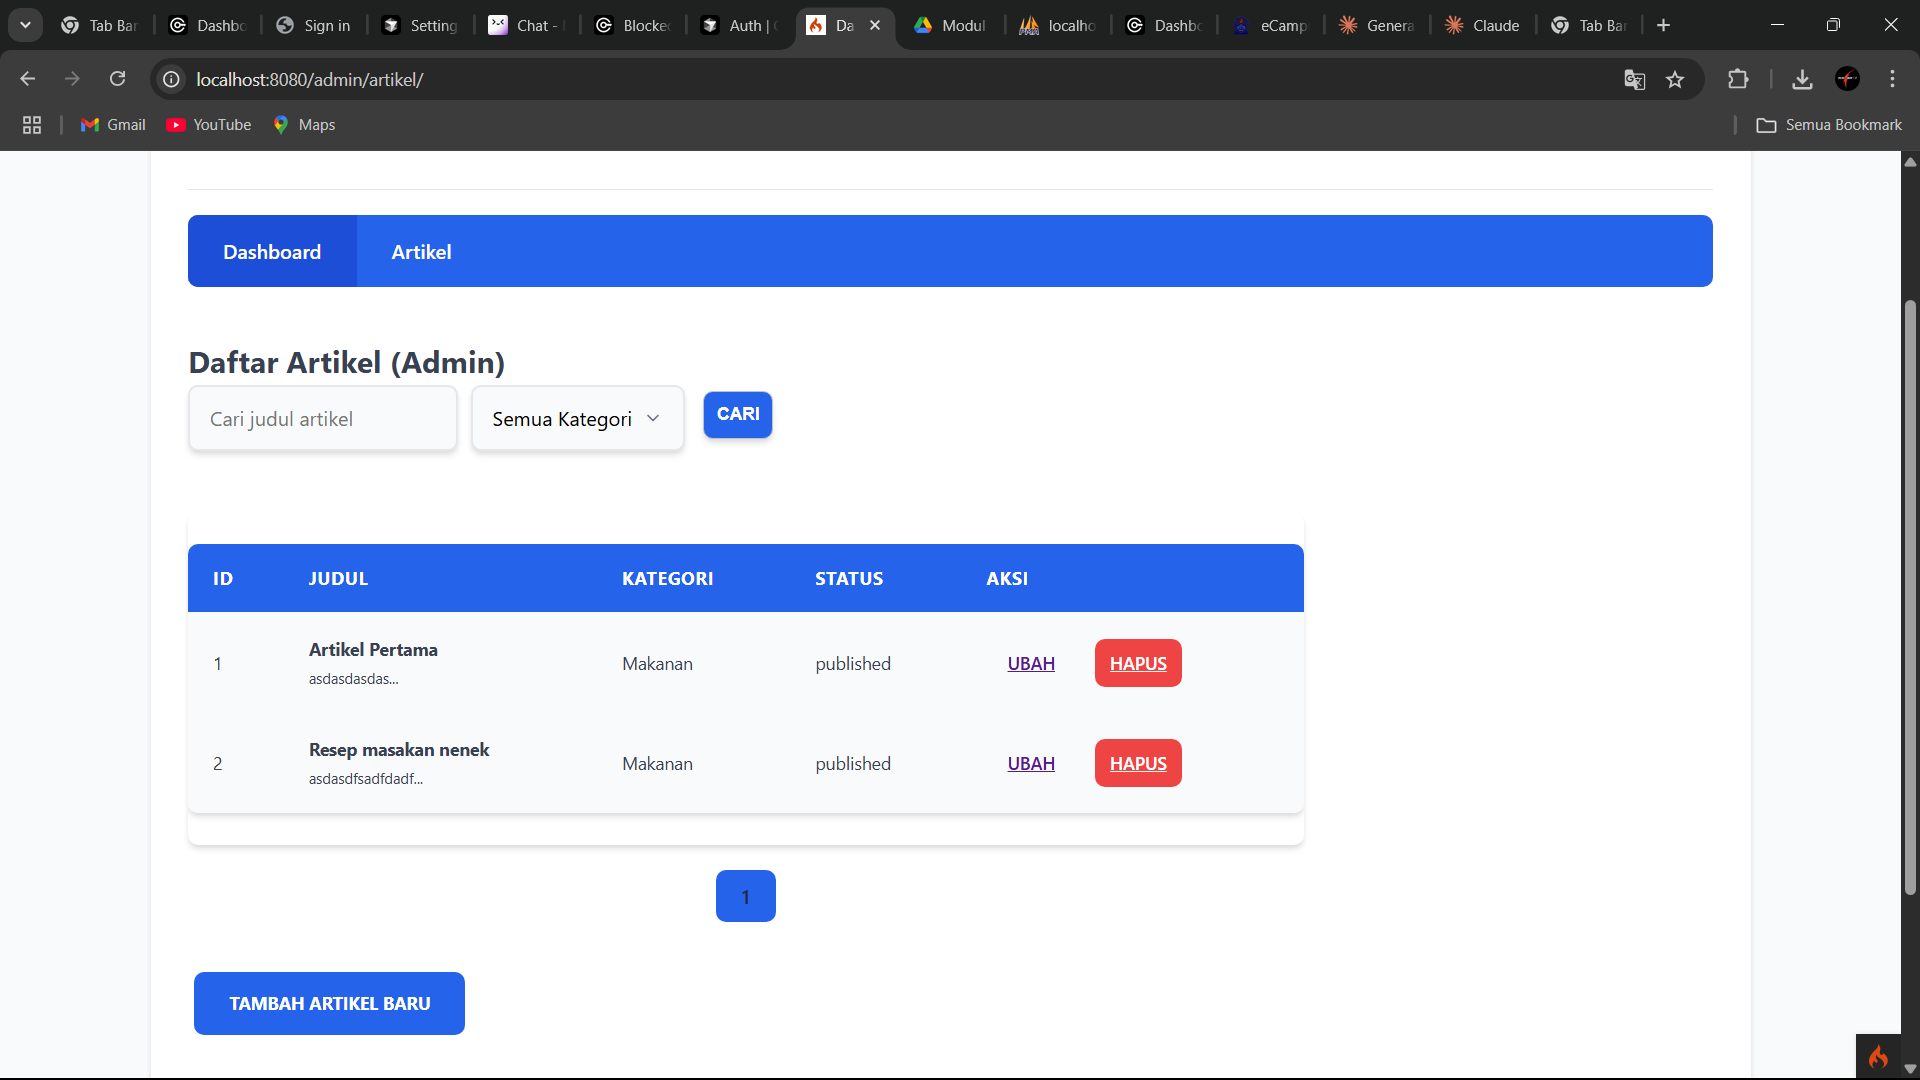 Tab Bar
Dashbo
Sign in
Setting
Chat -
Blocke
Auth |
Da
Modul
localho
Dashbo
eCamp
Genera
Claude
Tab Bar
localhost:8080/admin/artikel/
Gmail
YouTube
Maps
Semua Bookmark
Dashboard Artikel
Daftar Artikel (Admin)
Cari judul artikel
Semua Kategori
CARI
ID JUDUL KATEGORI STATUS AKSI
Artikel Pertama
1 Makanan published UBAH HAPUS
asdasdasdas...
Resep masakan nenek
2 Makanan published UBAH HAPUS
asdasdfsadfdadf...
1
TAMBAH ARTIKEL BARU